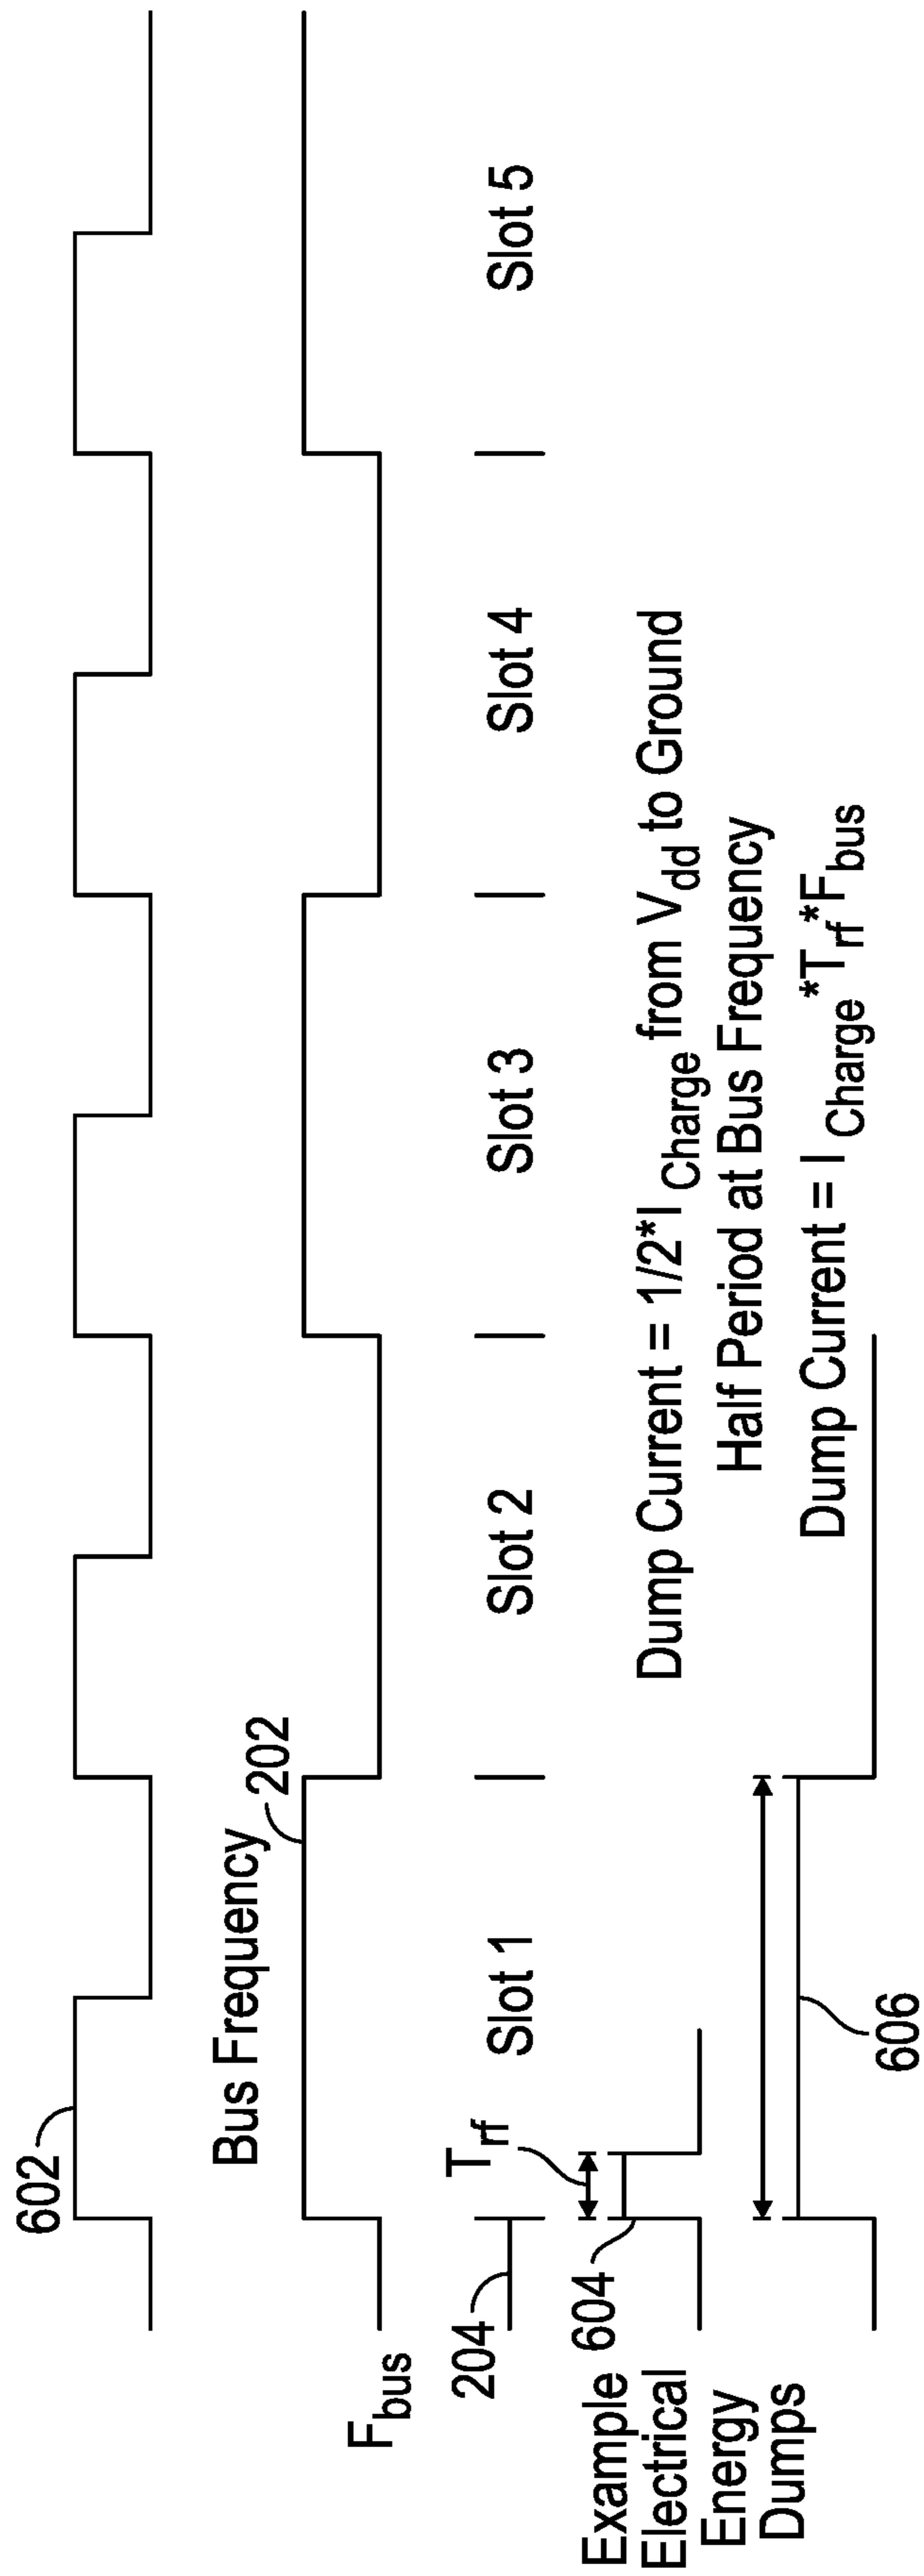 602
Bus Frequency
202
F_bus
204
Slot 1
Slot 2
Slot 3
Slot 4
Slot 5
T_rf
Example
Electrical
Energy
Dumps
604
Dump Current = 1/2*I_Charge from V_dd to Ground
Half Period at Bus Frequency
Dump Current = I_Charge*T_rf*F_bus
606